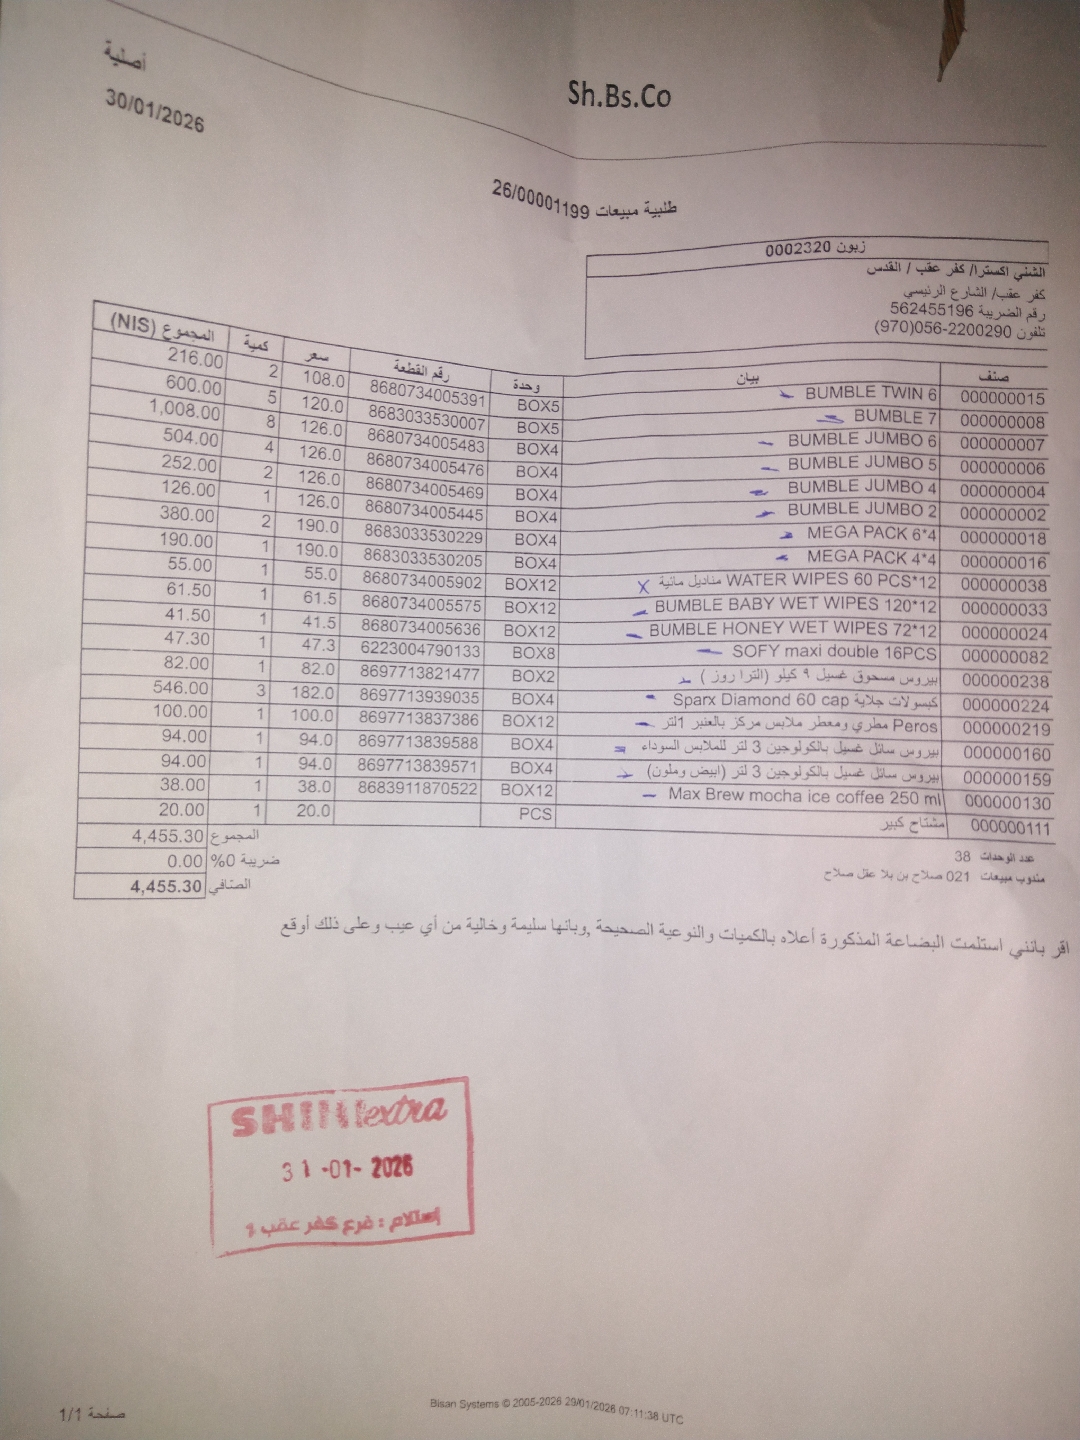 Sh.Bs.Co
أصلية
30/01/2026
طلبية مبيعات 26/00001199
زبون 0002320
الشني اكسترا/ كفر عقب / القدس
كفر عقب/ الشارع الرئيسي
رقم الضريبة 562455196
تلفون 056-2200290(970)
صنف بيان وحدة رقم القطعة سعر كمية المجموع (NIS)
000000015 BUMBLE TWIN 6 BOX5 8680734005391 108.0 2 216.00
000000008 BUMBLE 7 BOX5 8683033530007 120.0 5 600.00
000000007 BUMBLE JUMBO 6 BOX4 8680734005483 126.0 8 1,008.00
000000006 BUMBLE JUMBO 5 BOX4 8680734005476 126.0 4 504.00
000000004 BUMBLE JUMBO 4 BOX4 8680734005469 126.0 2 252.00
000000002 BUMBLE JUMBO 2 BOX4 8680734005445 126.0 1 126.00
000000018 MEGA PACK 6*4 BOX4 8683033530229 190.0 2 380.00
000000016 MEGA PACK 4*4 BOX4 8683033530205 190.0 1 190.00
000000038 WATER WIPES 60 PCS*12 مناديل مائية BOX12 8680734005902 55.0 1 55.00
000000033 BUMBLE BABY WET WIPES 120*12 BOX12 8680734005575 61.5 1 61.50
000000024 BUMBLE HONEY WET WIPES 72*12 BOX12 8680734005636 41.5 1 41.50
000000082 SOFY maxi double 16PCS BOX8 6223004790133 47.3 1 47.30
000000238 بيروس مسحوق غسيل ٩ كيلو (الترا روز ) BOX2 8697713821477 82.0 1 82.00
000000224 كبسولات جلاية Sparx Diamond 60 cap BOX4 8697713939035 182.0 3 546.00
000000219 Peros مطري ومعطر ملابس مركز بالعنبر 1لتر BOX12 8697713837386 100.0 1 100.00
000000160 بيروس سائل غسيل بالكولوجين 3 لتر للملابس السوداء BOX4 8697713839588 94.0 1 94.00
000000159 بيروس سائل غسيل بالكولوجين 3 لتر (ابيض وملون) BOX4 8697713839571 94.0 1 94.00
000000130 Max Brew mocha ice coffee 250 ml BOX12 8683911870522 38.0 1 38.00
000000111 مشتاح كبير PCS 20.0 1 20.00
المجموع 4,455.30
ضريبة 0% 0.00
الصافي 4,455.30
عدد الوحدات 38
مندوب مبيعات 021 صلاح بن بلا عقل صلاح
اقر بانني استلمت البضاعة المذكورة أعلاه بالكميات والنوعية الصحيحة ,وبانها سليمة وخالية من أي عيب وعلى ذلك أوقع
SHINIextra
31-01-2026
إستلام : فرع كفر عقب 1
Bisan Systems © 2005-2026 29/01/2026 07:11:38 UTC
صفحة 1/1